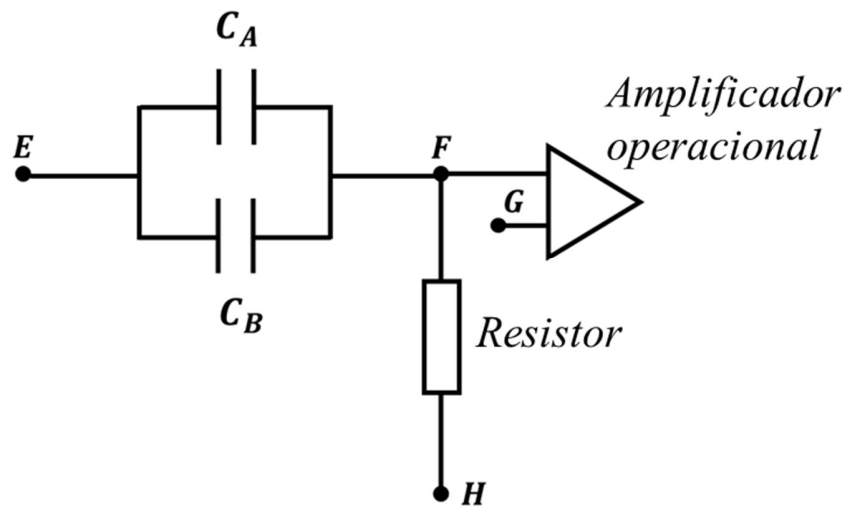 C_A
Amplificador
operacional
E
F
G
C_B
Resistor
H